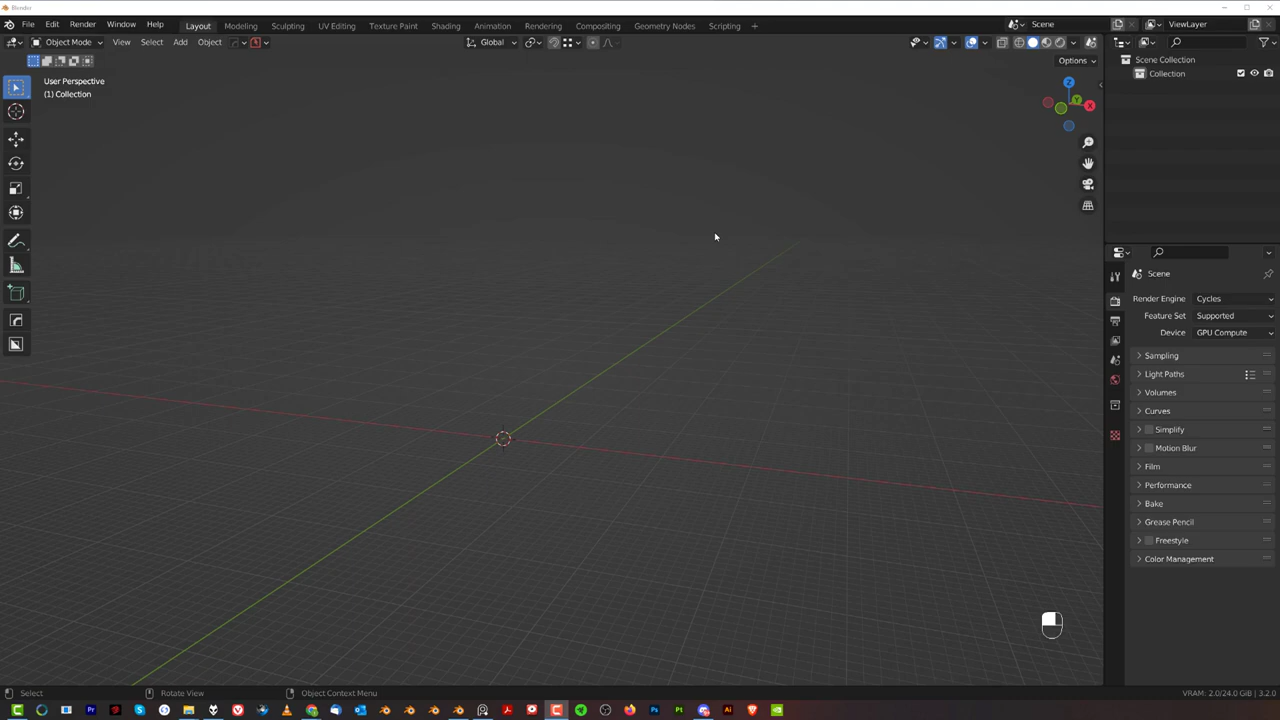 Blender
File Edit Render Window Help Layout Modeling Sculpting UV Editing Texture Paint Shading Animation Rendering Compositing Geometry Nodes Scripting + Scene ViewLayer
Object Mode View Select Add Object Global
Options
User Perspective
(1) Collection
Z
Y
X
Scene Collection
Collection
Scene
Render Engine Cycles
Feature Set Supported
Device GPU Compute
Sampling
Light Paths
Volumes
Curves
Simplify
Motion Blur
Film
Performance
Bake
Grease Pencil
Freestyle
Color Management
Select Rotate View Object Context Menu VRAM: 2.0/24.0 GiB | 3.2.0
Pr S Ps Pt Ai